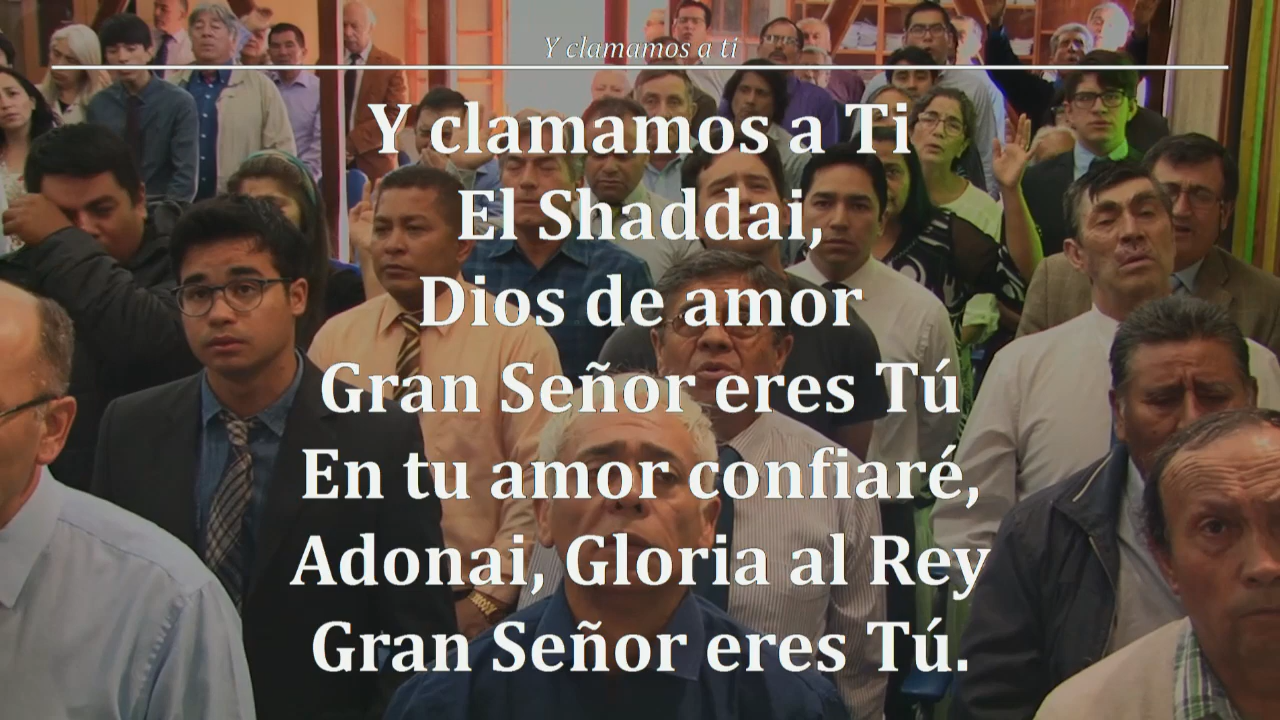 Y clamamos a ti
Y clamamos a Ti
El Shaddai,
Dios de amor
Gran Señor eres Tú
En tu amor confiaré,
Adonai, Gloria al Rey
Gran Señor eres Tú.